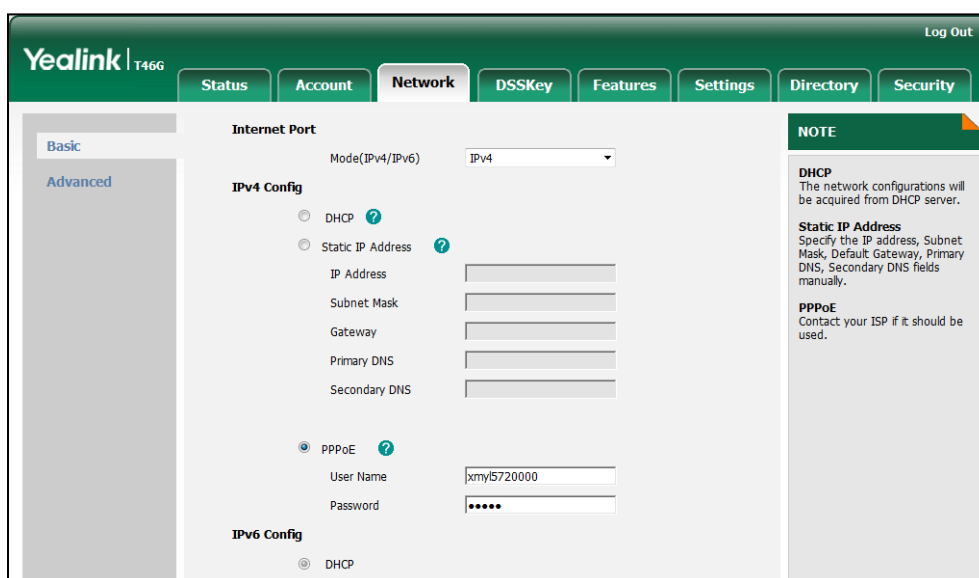 Log Out
Yealink | T46G
Status Account Network DSSKey Features Settings Directory Security
Basic
Advanced
Internet Port
Mode(IPv4/IPv6) IPv4
IPv4 Config
DHCP ?
Static IP Address ?
IP Address
Subnet Mask
Gateway
Primary DNS
Secondary DNS
PPPoE ?
User Name xmyl5720000
Password •••••
IPv6 Config
DHCP
NOTE
DHCP
The network configurations will
be acquired from DHCP server.
Static IP Address
Specify the IP address, Subnet
Mask, Default Gateway, Primary
DNS, Secondary DNS fields
manually.
PPPoE
Contact your ISP if it should be
used.